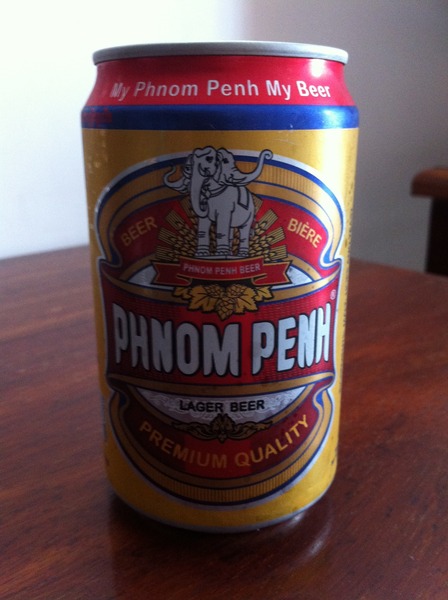 My Phnom Penh My Beer
BEER BIÈRE
PHNOM PENH BEER
PHNOM PENH®
LAGER BEER
PREMIUM QUALITY